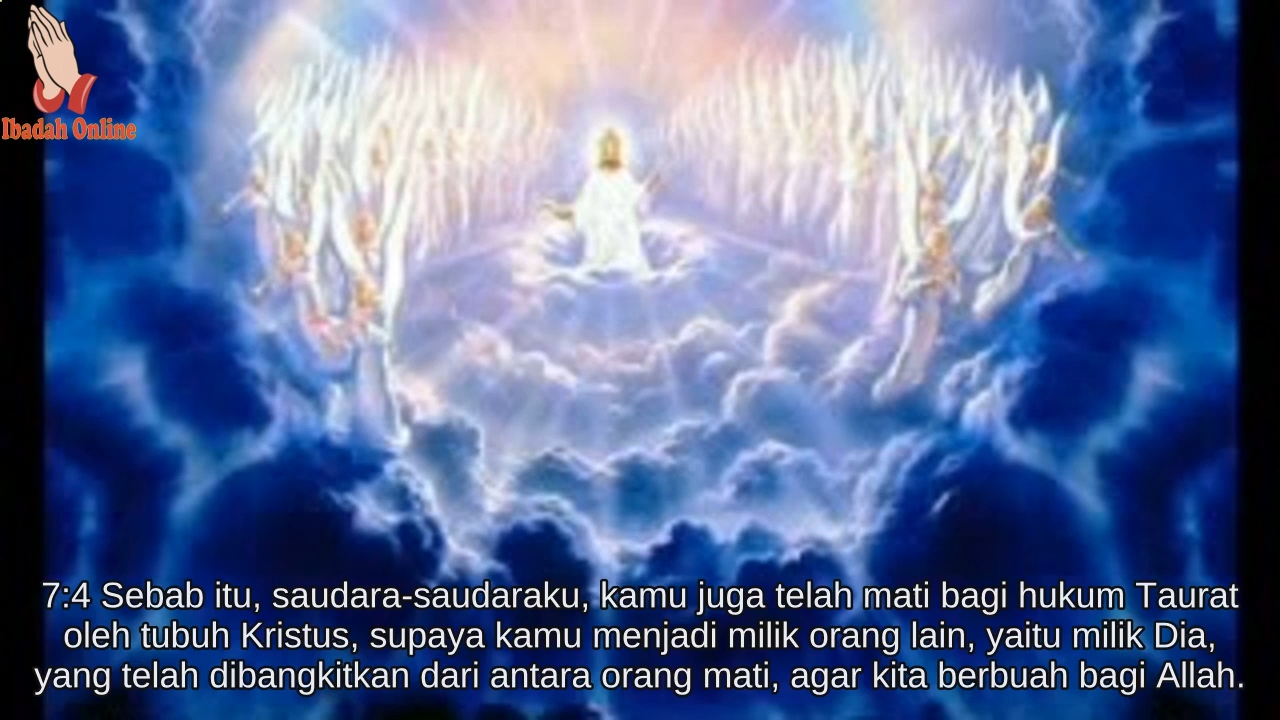 Ibadah Online
7:4 Sebab itu, saudara-saudaraku, kamu juga telah mati bagi hukum Taurat
oleh tubuh Kristus, supaya kamu menjadi milik orang lain, yaitu milik Dia,
yang telah dibangkitkan dari antara orang mati, agar kita berbuah bagi Allah.